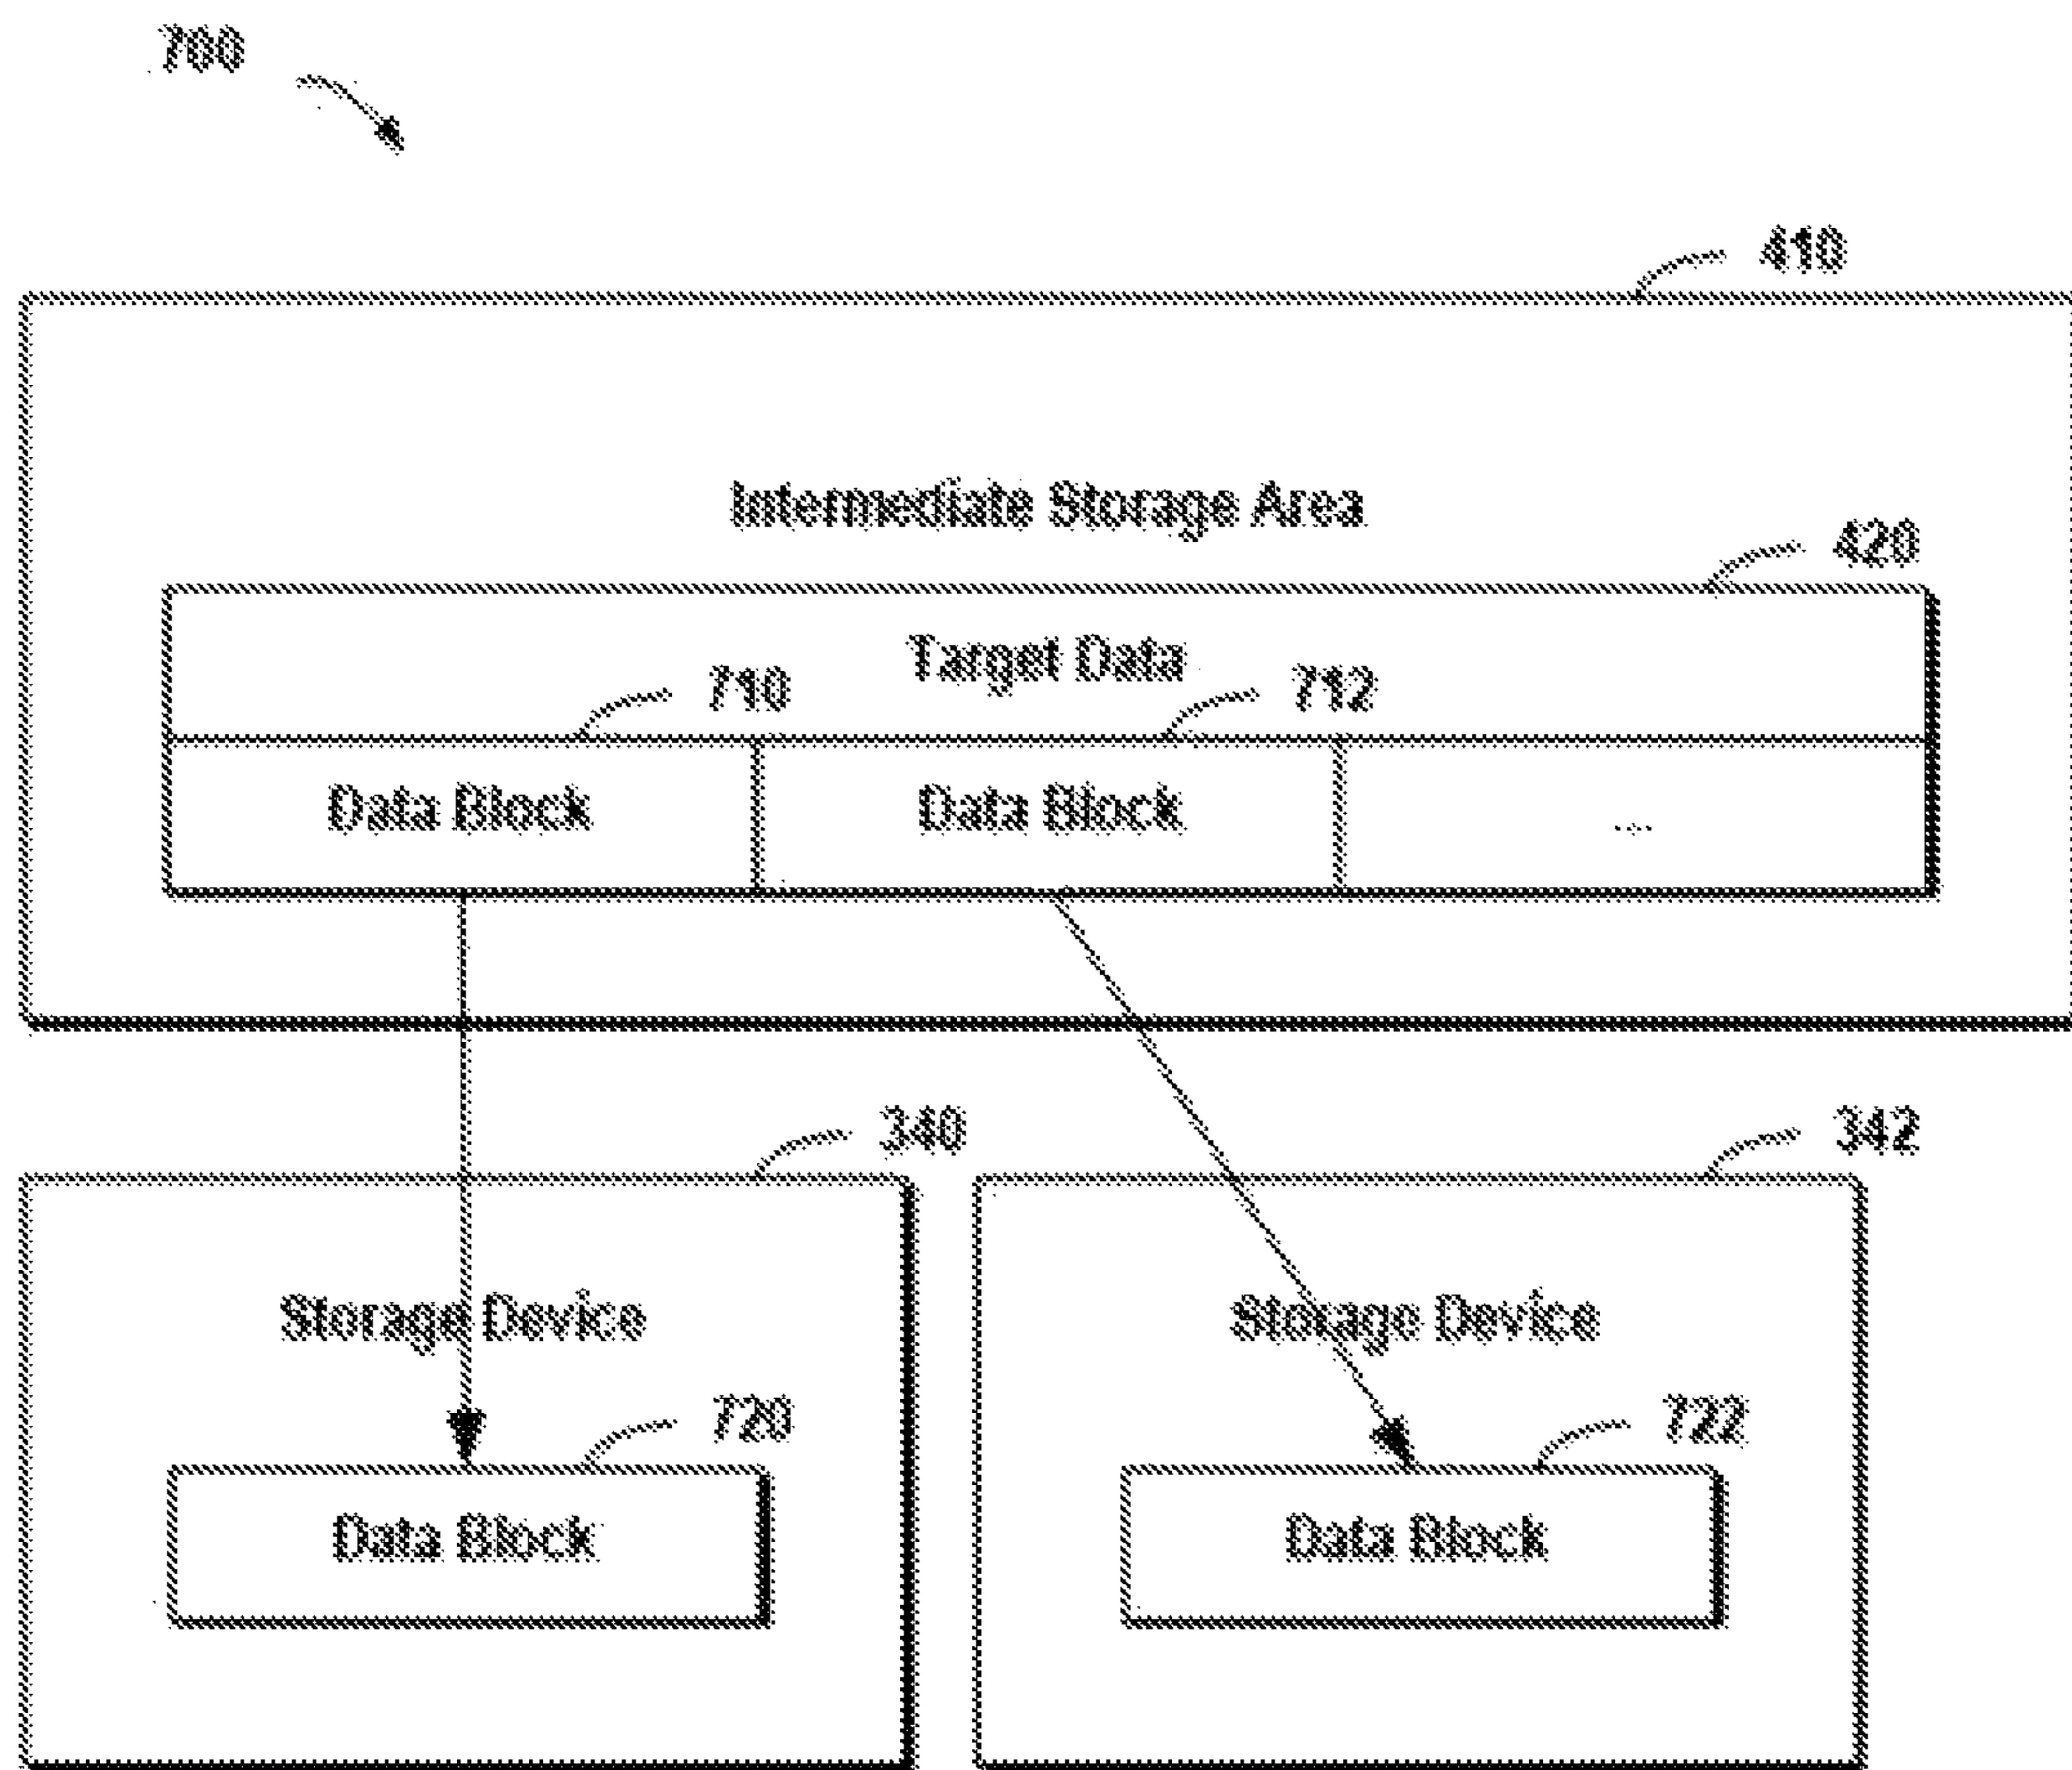 700
410
Intermediate Storage Area
420
Target Data
710
712
Data Block
Data Block
...
340
342
Storage Device
Storage Device
720
722
Data Block
Data Block